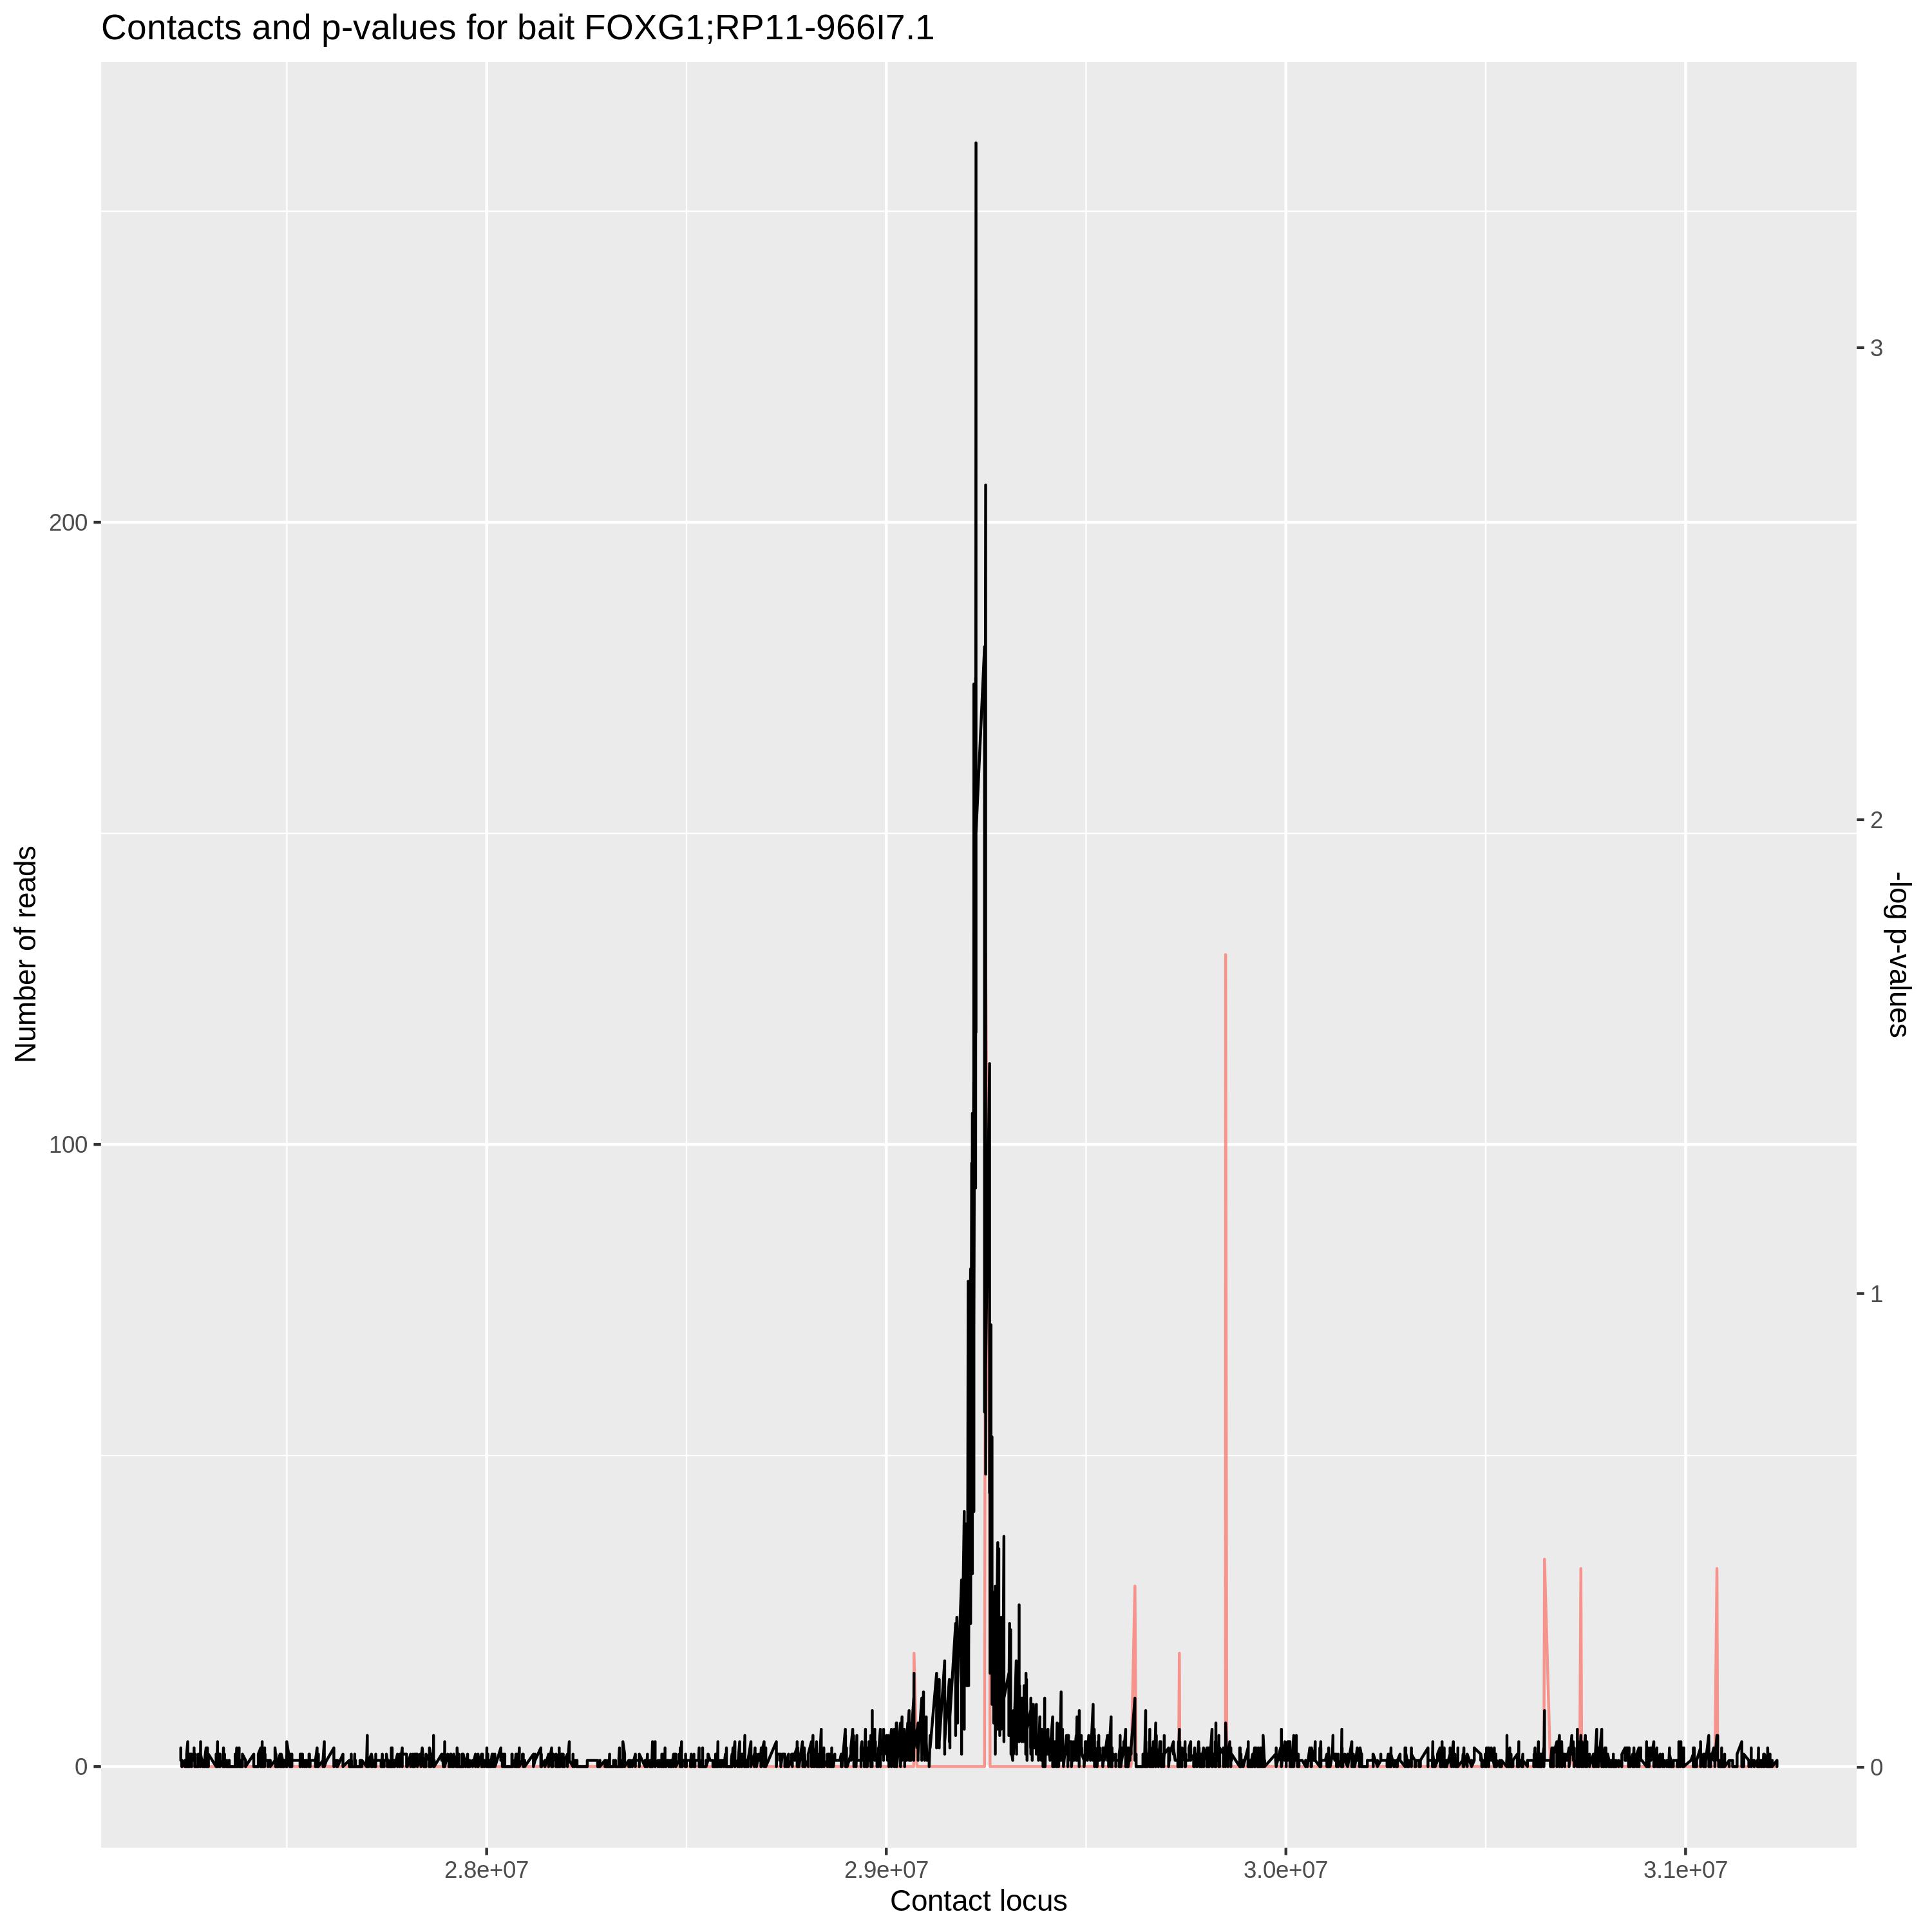 Contacts and p-values for bait FOXG1;RP11-966I7.1
Number of reads
200
100
0
3
2
1
0
-log p-values
2.8e+07
2.9e+07
3.0e+07
3.1e+07
Contact locus